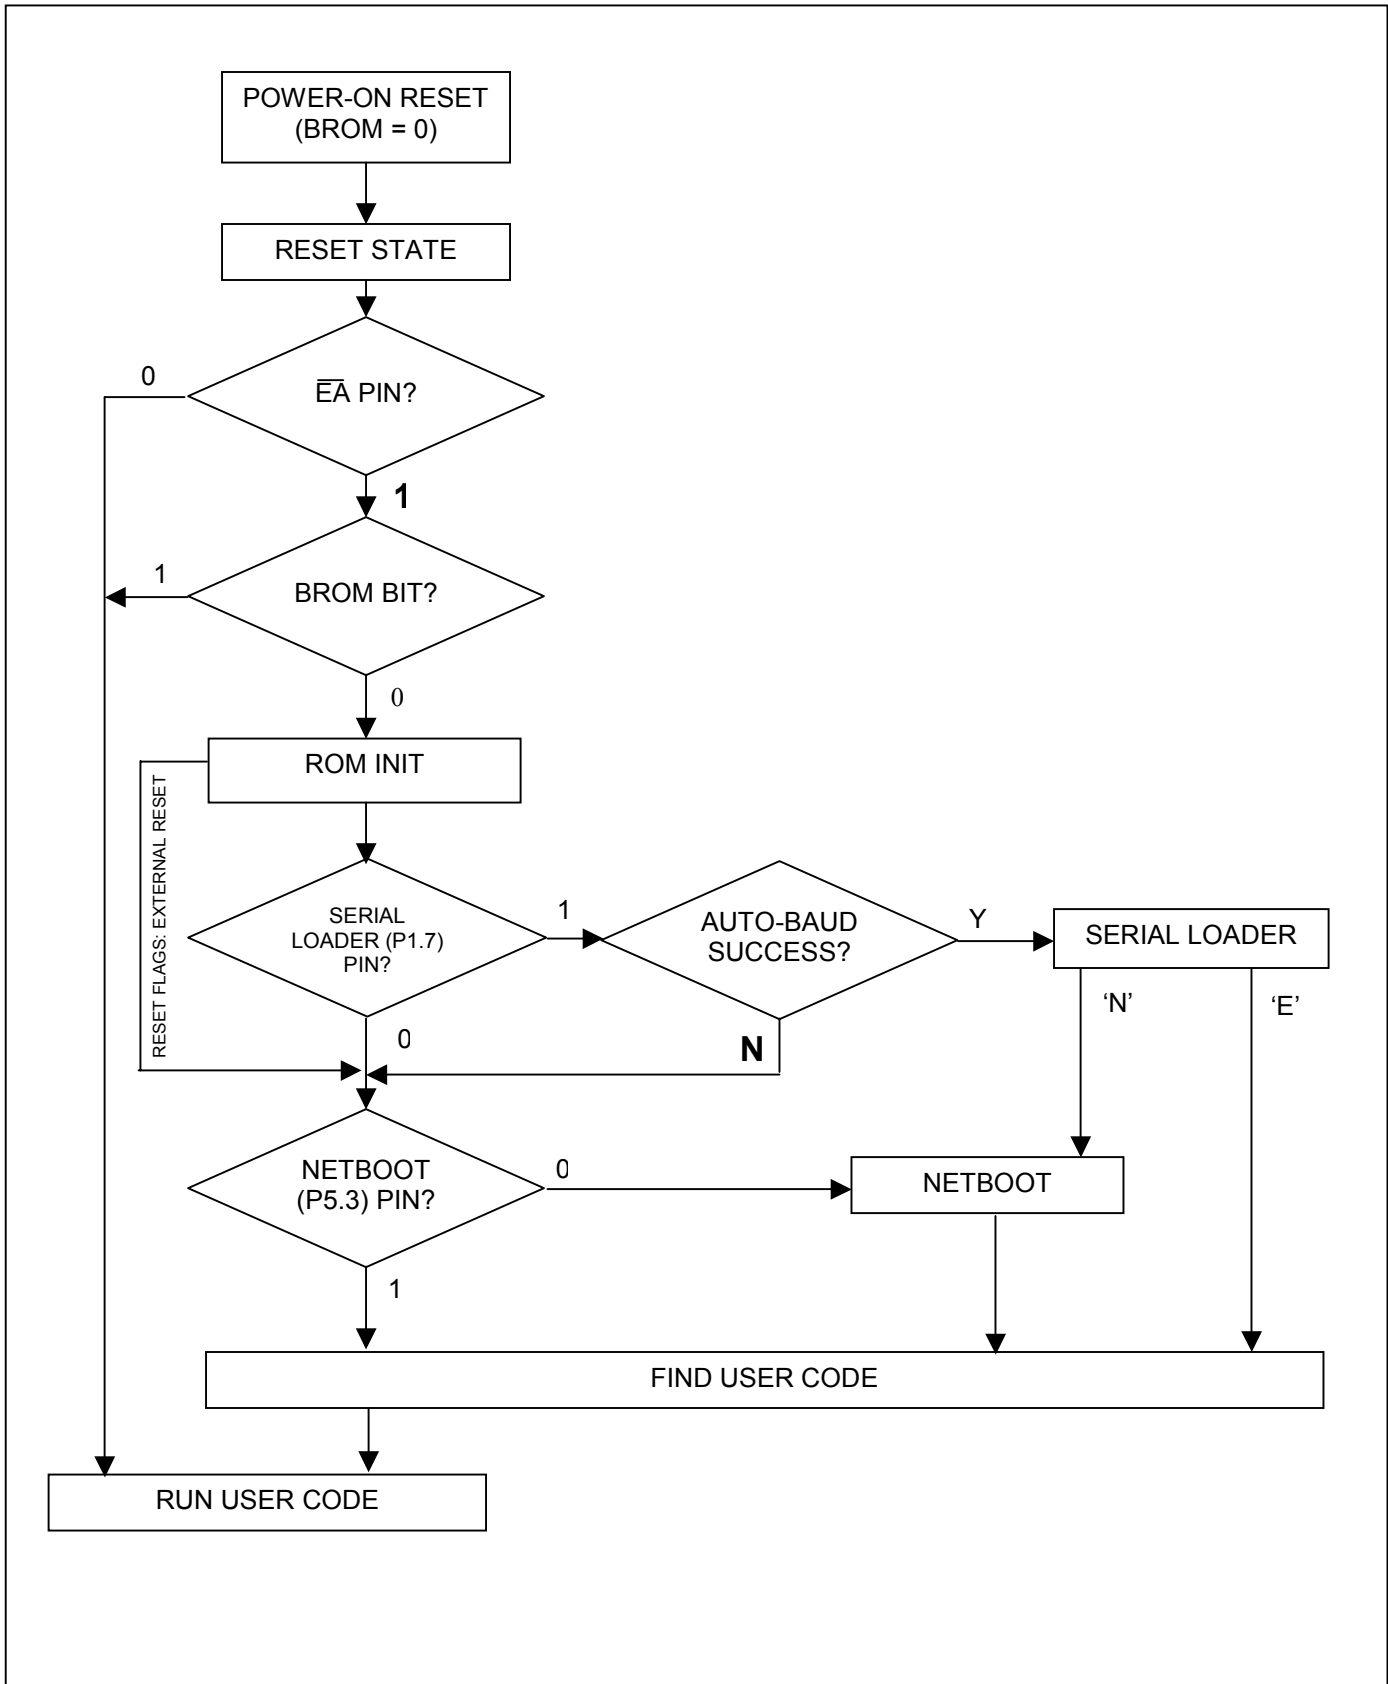 POWER-ON RESET
(BROM = 0)
RESET STATE
0
E̅A̅ PIN?
1
1
BROM BIT?
0
ROM INIT
RESET FLAGS: EXTERNAL RESET
SERIAL
LOADER (P1.7)
PIN?
1
AUTO-BAUD
SUCCESS?
Y
SERIAL LOADER
'N'
'E'
0
N
NETBOOT
(P5.3) PIN?
0
NETBOOT
1
FIND USER CODE
RUN USER CODE